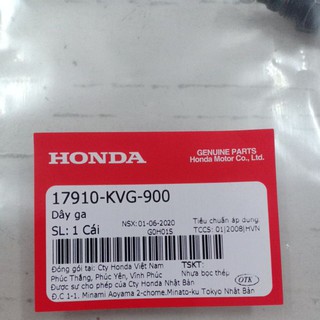 HONDA
GENUINE PARTS
Honda Motor Co., Ltd.
17910-KVG-900
Dây ga
NSX:01-06-2020
Tiêu chuẩn áp dụng
SL: 1 Cái
G0H015
TCCS: 01|2008|HVN
Đóng gói tại: Cty Honda Việt Nam
TSKT:
Phúc Thắng, Phúc Yên, Vĩnh Phúc
Nhựa bọc thép
Được sự cho phép của Cty Honda Nhật Bản
Đ.C 1-1. Minami Aoyama 2-chome.Minato-ku Tokyo Nhật Bản
OTK